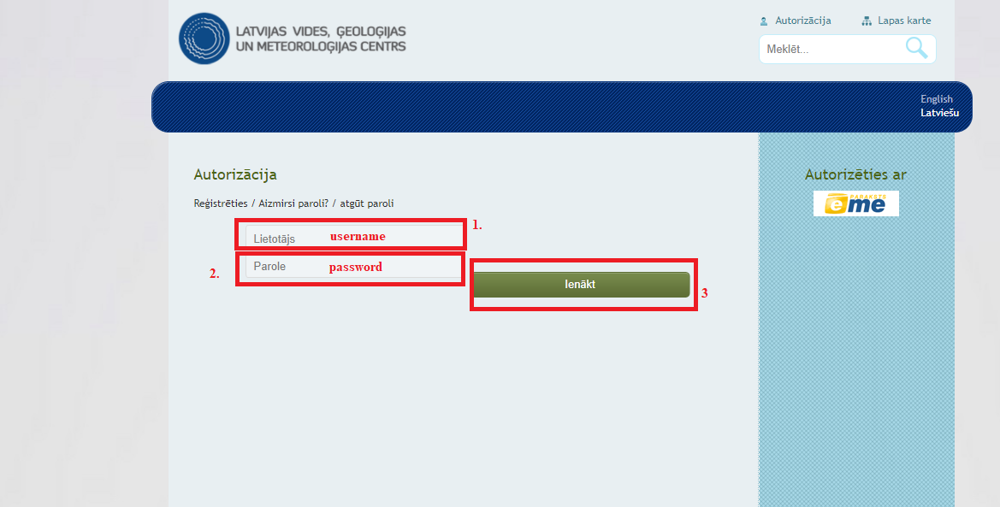 LATVIJAS VIDES, ĢEOLOĢIJAS
UN METEOROLOĢIJAS CENTRS
Autorizācija
Lapas karte
Meklēt...
English
Latviešu
Autorizācija
Reģistrēties / Aizmirsi paroli? / atgūt paroli
1.
Lietotājs username
2.
Parole password
Ienākt
3
Autorizēties ar
e PARAKSTS
me